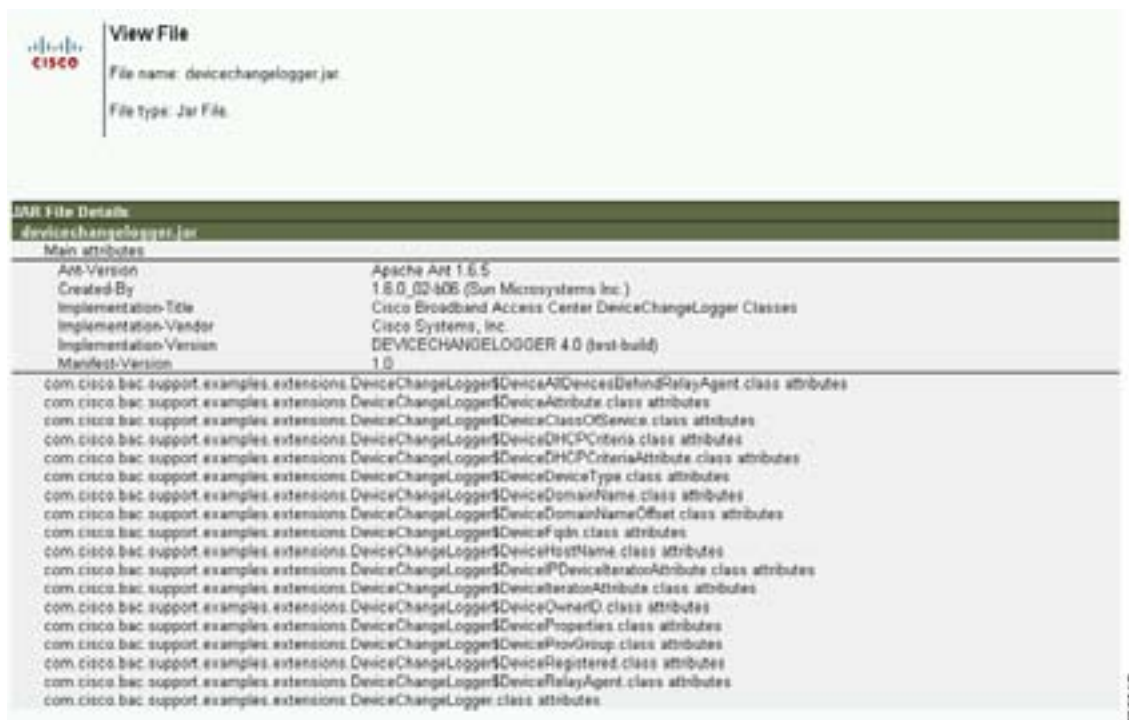 View File
CISCO
File name: devicechangelogger.jar.
File type: Jar File.
JAR File Details
devicechangelogger.jar
Main attributes
Ant-Version Apache Ant 1.6.5
Created-By 1.6.0_02-b06 (Sun Microsystems Inc.)
Implementation-Title Cisco Broadband Access Center DeviceChangeLogger Classes
Implementation-Vendor Cisco Systems, Inc.
Implementation-Version DEVICECHANGELOGGER 4.0 (test-build)
Manifest-Version 1.0
com.cisco.bac.support.examples.extensions.DeviceChangeLogger$DeviceAllDevicesBehindRelayAgent.class attributes
com.cisco.bac.support.examples.extensions.DeviceChangeLogger$DeviceAttribute.class attributes
com.cisco.bac.support.examples.extensions.DeviceChangeLogger$DeviceClassOfService.class attributes
com.cisco.bac.support.examples.extensions.DeviceChangeLogger$DeviceDHCPCriteria.class attributes
com.cisco.bac.support.examples.extensions.DeviceChangeLogger$DeviceDHCPCriteriaAttribute.class attributes
com.cisco.bac.support.examples.extensions.DeviceChangeLogger$DeviceDeviceType.class attributes
com.cisco.bac.support.examples.extensions.DeviceChangeLogger$DeviceDomainName.class attributes
com.cisco.bac.support.examples.extensions.DeviceChangeLogger$DeviceDomainNameOffset.class attributes
com.cisco.bac.support.examples.extensions.DeviceChangeLogger$DeviceFqdn.class attributes
com.cisco.bac.support.examples.extensions.DeviceChangeLogger$DeviceHostName.class attributes
com.cisco.bac.support.examples.extensions.DeviceChangeLogger$DeviceIPDeviceIteratorAttribute.class attributes
com.cisco.bac.support.examples.extensions.DeviceChangeLogger$DeviceIteratorAttribute.class attributes
com.cisco.bac.support.examples.extensions.DeviceChangeLogger$DeviceOwnerID.class attributes
com.cisco.bac.support.examples.extensions.DeviceChangeLogger$DeviceProperties.class attributes
com.cisco.bac.support.examples.extensions.DeviceChangeLogger$DeviceProvGroup.class attributes
com.cisco.bac.support.examples.extensions.DeviceChangeLogger$DeviceRegistered.class attributes
com.cisco.bac.support.examples.extensions.DeviceChangeLogger$DeviceRelayAgent.class attributes
com.cisco.bac.support.examples.extensions.DeviceChangeLogger.class attributes